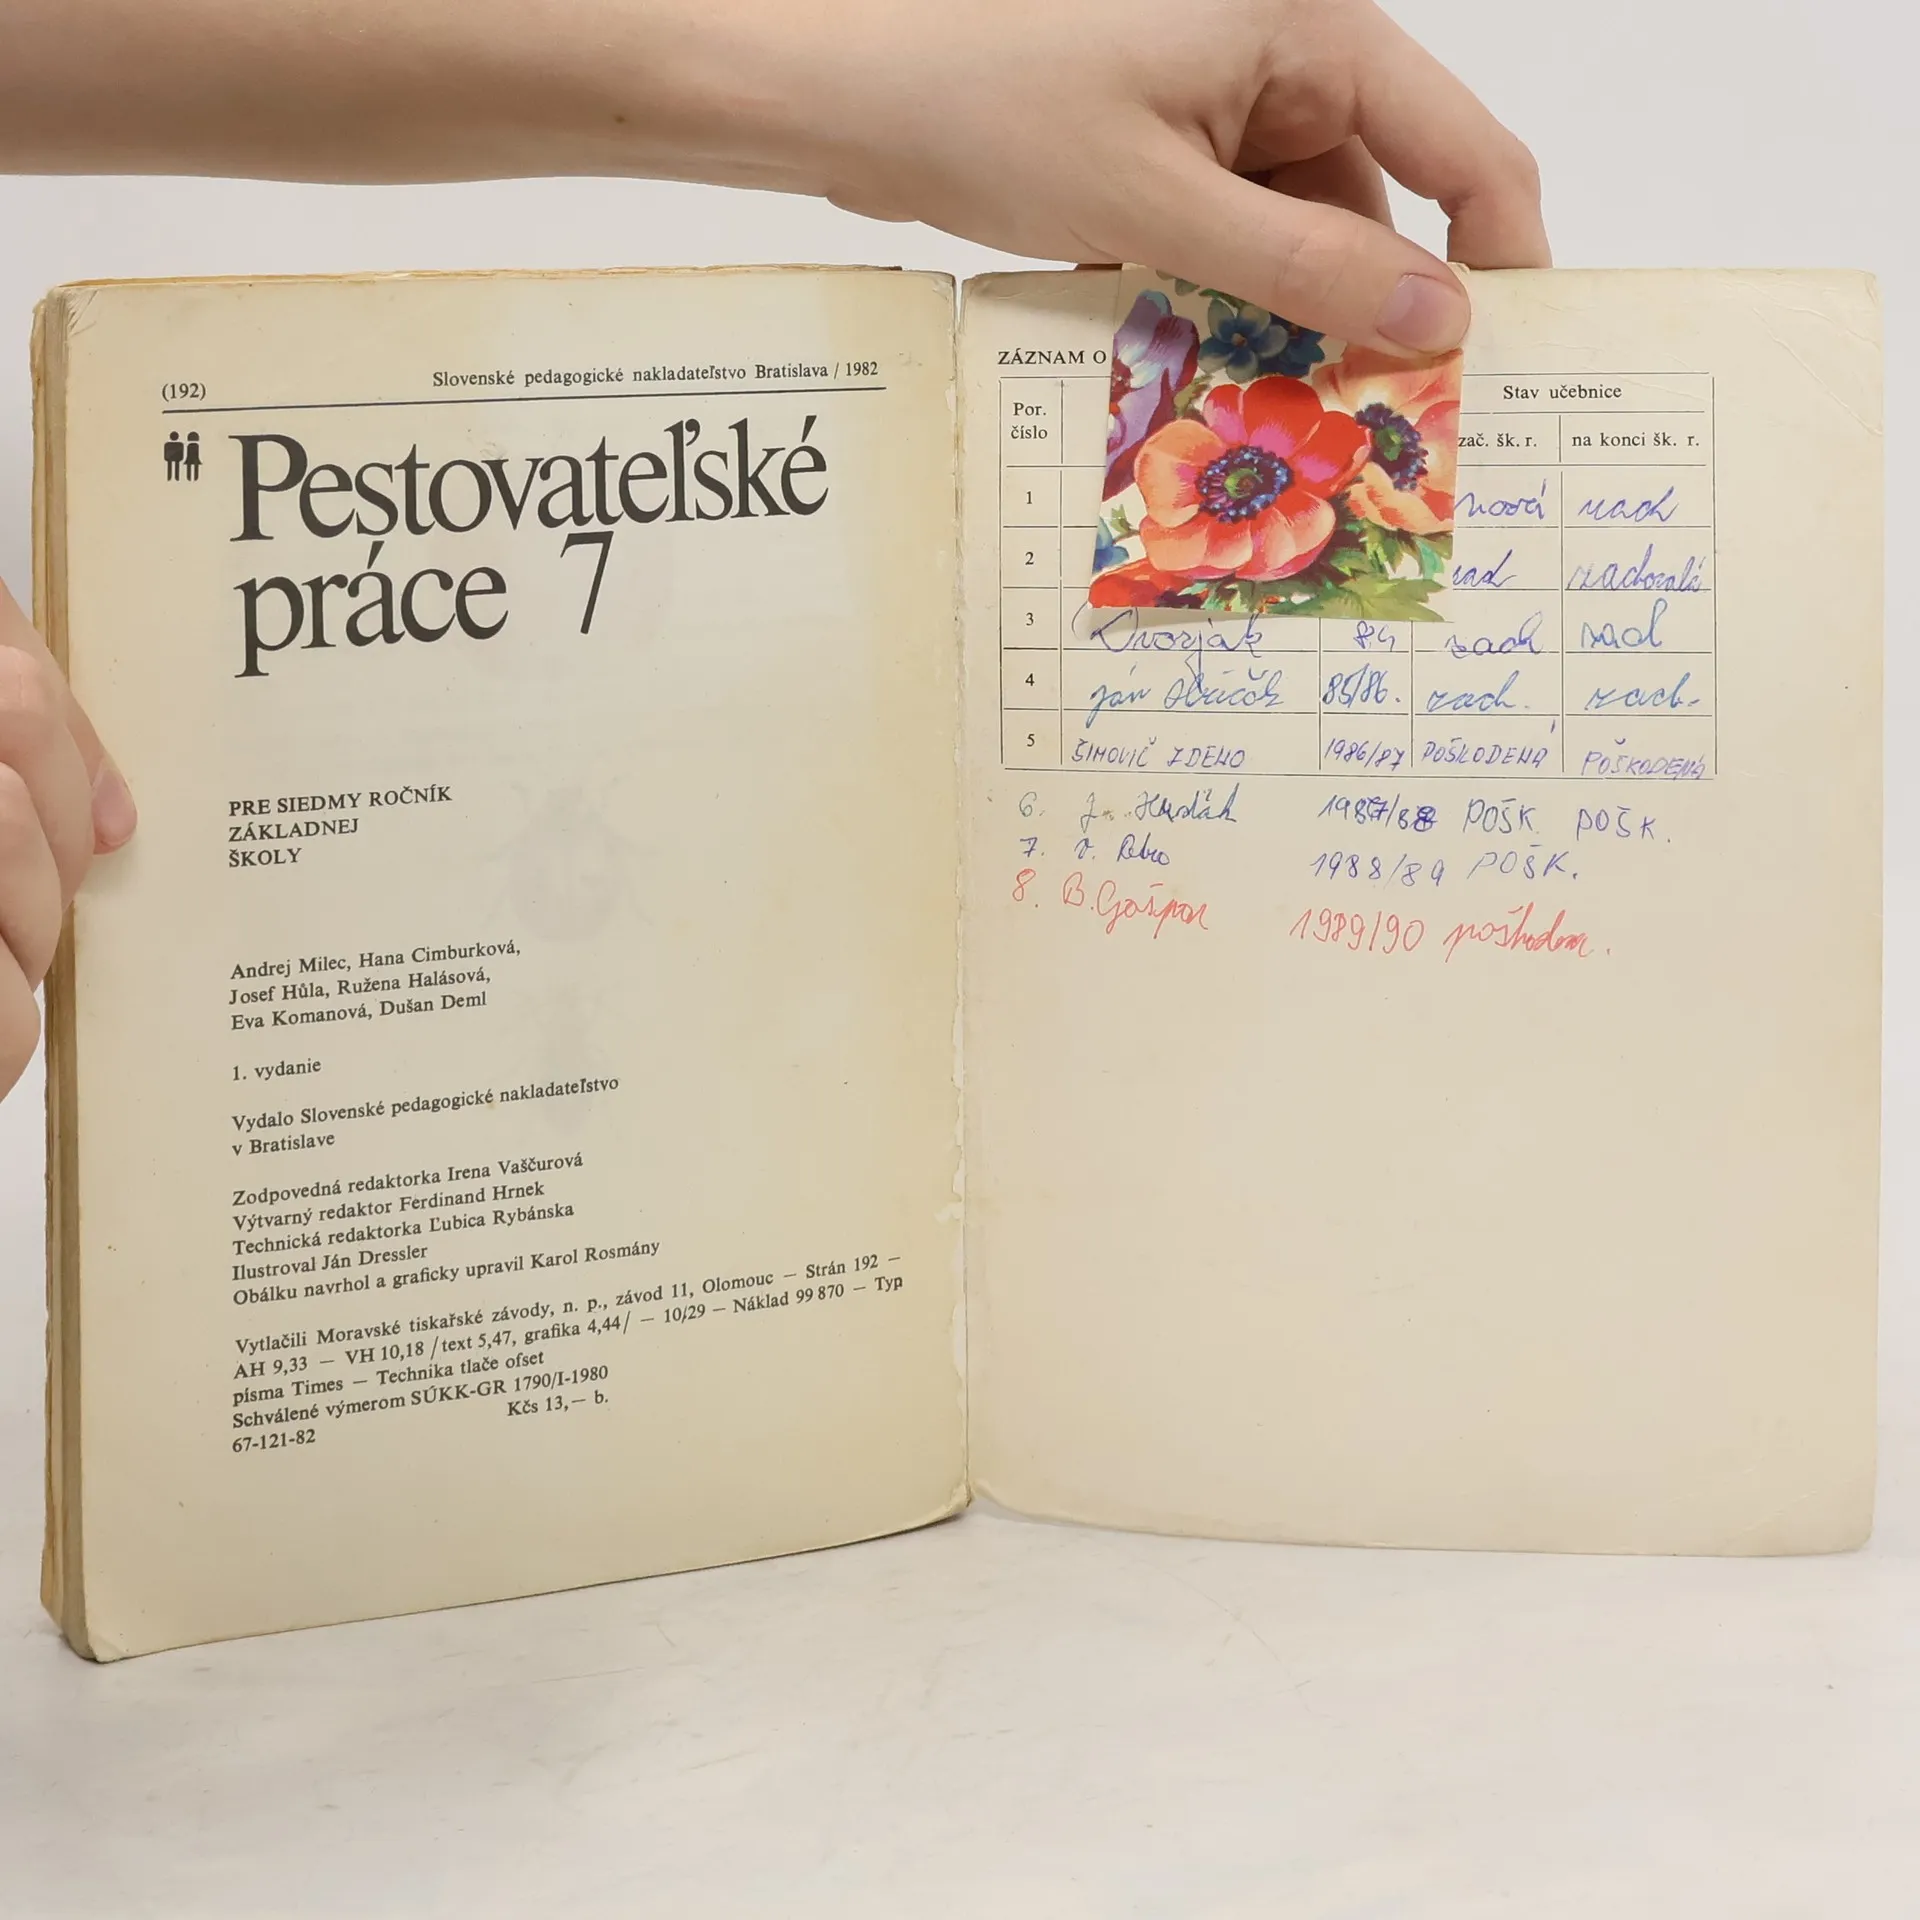 (192) Slovenské pedagogické nakladateľstvo Bratislava / 1982
Pestovateľské
práce 7
PRE SIEDMY ROČNÍK
ZÁKLADNEJ
ŠKOLY
Andrej Milec, Hana Cimburková,
Josef Hůla, Ružena Halásová,
Eva Komanová, Dušan Deml
1. vydanie
Vydalo Slovenské pedagogické nakladateľstvo
v Bratislave
Zodpovedná redaktorka Irena Vaščurová
Výtvarný redaktor Ferdinand Hrnek
Technická redaktorka Ľubica Rybánska
Ilustroval Ján Dressler
Obálku navrhol a graficky upravil Karol Rosmány
Vytlačili Moravské tiskařské závody, n. p., závod 11, Olomouc — Strán 192 —
AH 9,33 — VH 10,18 /text 5,47, grafika 4,44/ — 10/29 — Náklad 99 870 — Typ
písma Times — Technika tlače ofset
Schválené výmerom SÚKK-GR 1790/I-1980
Kčs 13,— b.
67-121-82
ZÁZNAM O
Por. číslo Stav učebnice
zač. šk. r. na konci šk. r.
1 nová zach
2 zachovalá
3 Dvorjak 84 zach zach
4 Ján 85/86. zach. zach.
5 ŠIMOVIČ ZDENO 1986/87 POŠKODENÁ POŠKODENÁ
6. J. 1987/88 POŠK. POŠK.
7. V. 1988/89 POŠK.
8. B. Gašpar 1989/90 poškoden.